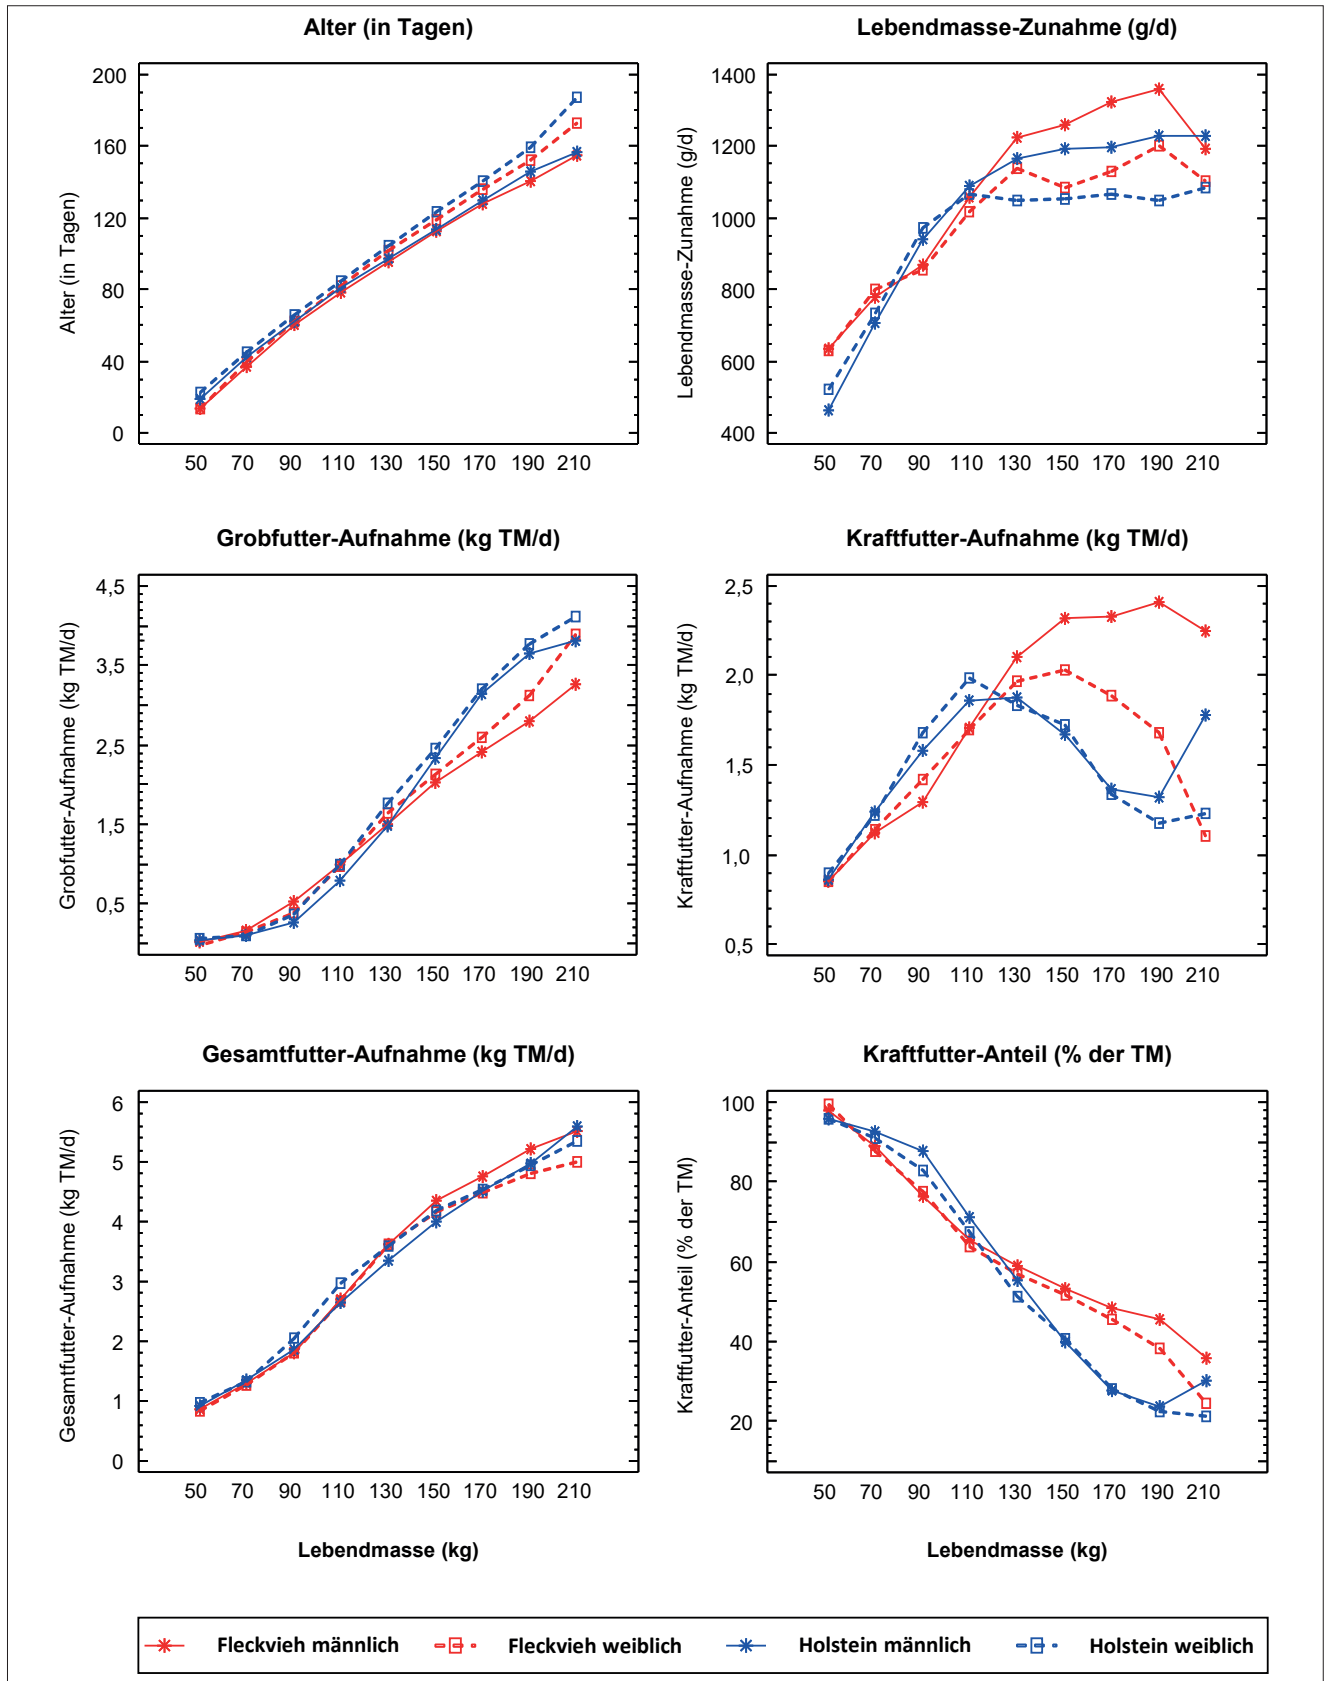 Alter (in Tagen)
Alter (in Tagen)
200
160
120
80
40
0
50 70 90 110 130 150 170 190 210
Lebendmasse-Zunahme (g/d)
Lebendmasse-Zunahme (g/d)
1400
1200
1000
800
600
400
50 70 90 110 130 150 170 190 210
Grobfutter-Aufnahme (kg TM/d)
Grobfutter-Aufnahme (kg TM/d)
4,5
3,5
2,5
1,5
0,5
50 70 90 110 130 150 170 190 210
Kraftfutter-Aufnahme (kg TM/d)
Kraftfutter-Aufnahme (kg TM/d)
2,5
2,0
1,5
1,0
0,5
50 70 90 110 130 150 170 190 210
Gesamtfutter-Aufnahme (kg TM/d)
Gesamtfutter-Aufnahme (kg TM/d)
6
5
4
3
2
1
0
50 70 90 110 130 150 170 190 210
Lebendmasse (kg)
Kraftfutter-Anteil (% der TM)
Kraftfutter-Anteil (% der TM)
100
80
60
40
20
50 70 90 110 130 150 170 190 210
Lebendmasse (kg)
Fleckvieh männlich Fleckvieh weiblich Holstein männlich Holstein weiblich